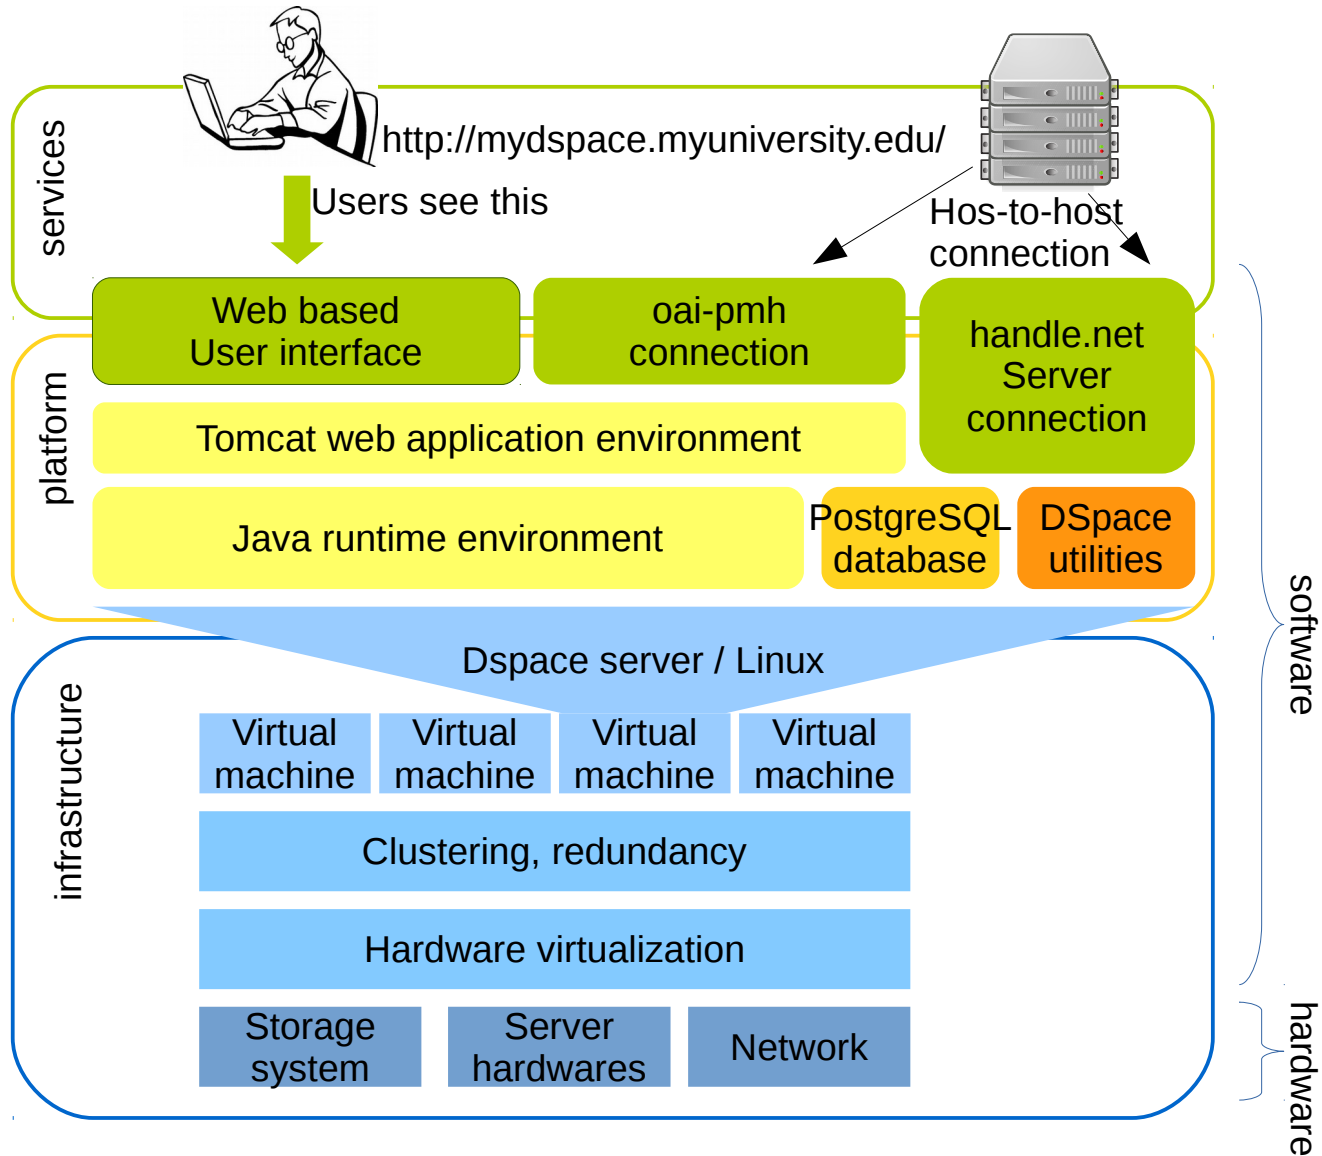 http://mydspace.myuniversity.edu/
services
Users see this
Hos-to-host
connection
Web based
User interface
oai-pmh
connection
handle.net
Server
connection
platform
Tomcat web application environment
Java runtime environment
PostgreSQL
database
DSpace
utilities
software
Dspace server / Linux
infrastructure
Virtual
machine
Virtual
machine
Virtual
machine
Virtual
machine
Clustering, redundancy
Hardware virtualization
Storage
system
Server
hardwares
Network
hardware